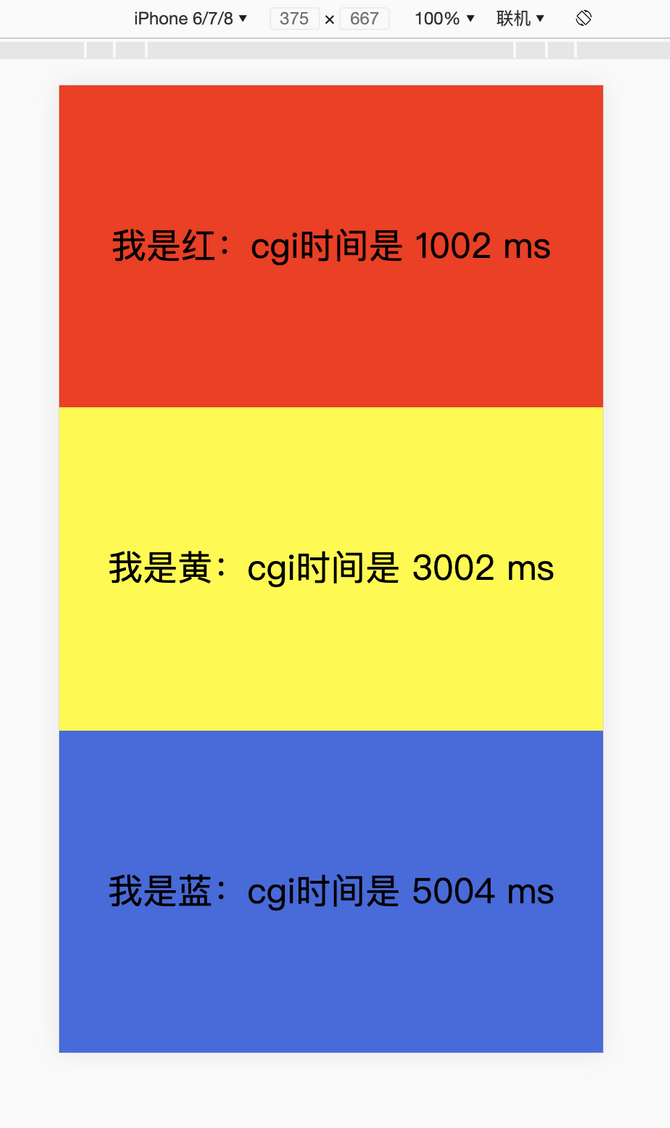 iPhone 6/7/8 ▼ 375 × 667 100% ▼ 联机 ▼
我是红：cgi时间是 1002 ms
我是黄：cgi时间是 3002 ms
我是蓝：cgi时间是 5004 ms